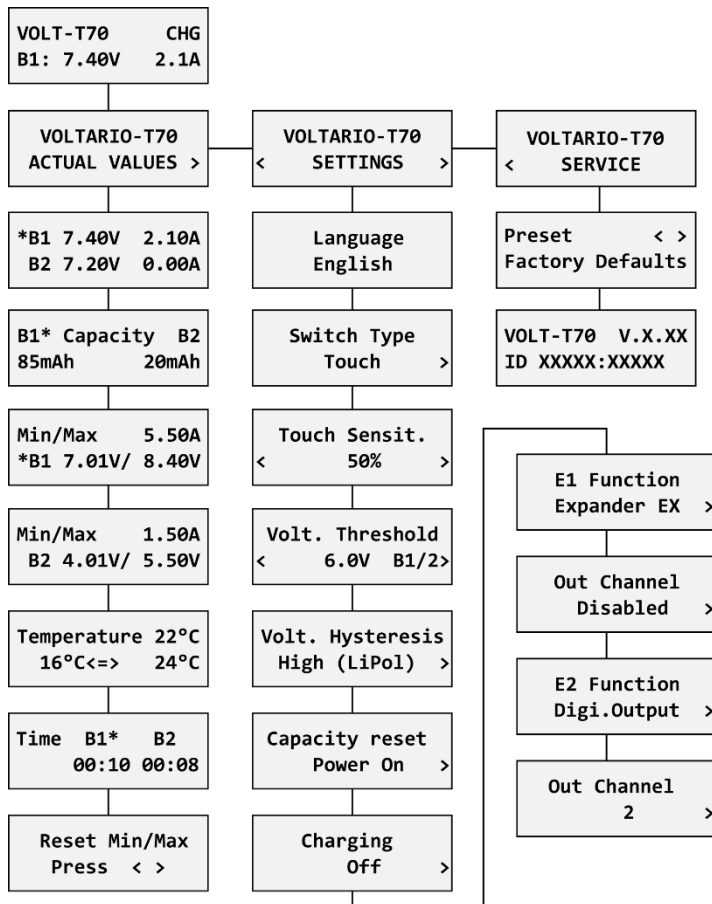 VOLT-T70 CHG
B1: 7.40V 2.1A
VOLTARIO-T70
ACTUAL VALUES >
*B1 7.40V 2.10A
B2 7.20V 0.00A
B1* Capacity B2
85mAh 20mAh
Min/Max 5.50A
*B1 7.01V/ 8.40V
Min/Max 1.50A
B2 4.01V/ 5.50V
Temperature 22°C
16°C<=> 24°C
Time B1* B2
00:10 00:08
Reset Min/Max
Press < >
VOLTARIO-T70
< SETTINGS >
Language
English
Switch Type
Touch >
Touch Sensit.
< 50% >
Volt. Threshold
< 6.0V B1/2>
Volt. Hysteresis
High (LiPol) >
Capacity reset
Power On >
Charging
Off >
VOLTARIO-T70
< SERVICE
Preset < >
Factory Defaults
VOLT-T70 V.X.XX
ID XXXXX:XXXXX
E1 Function
Expander EX >
Out Channel
Disabled >
E2 Function
Digi.Output >
Out Channel
2 >